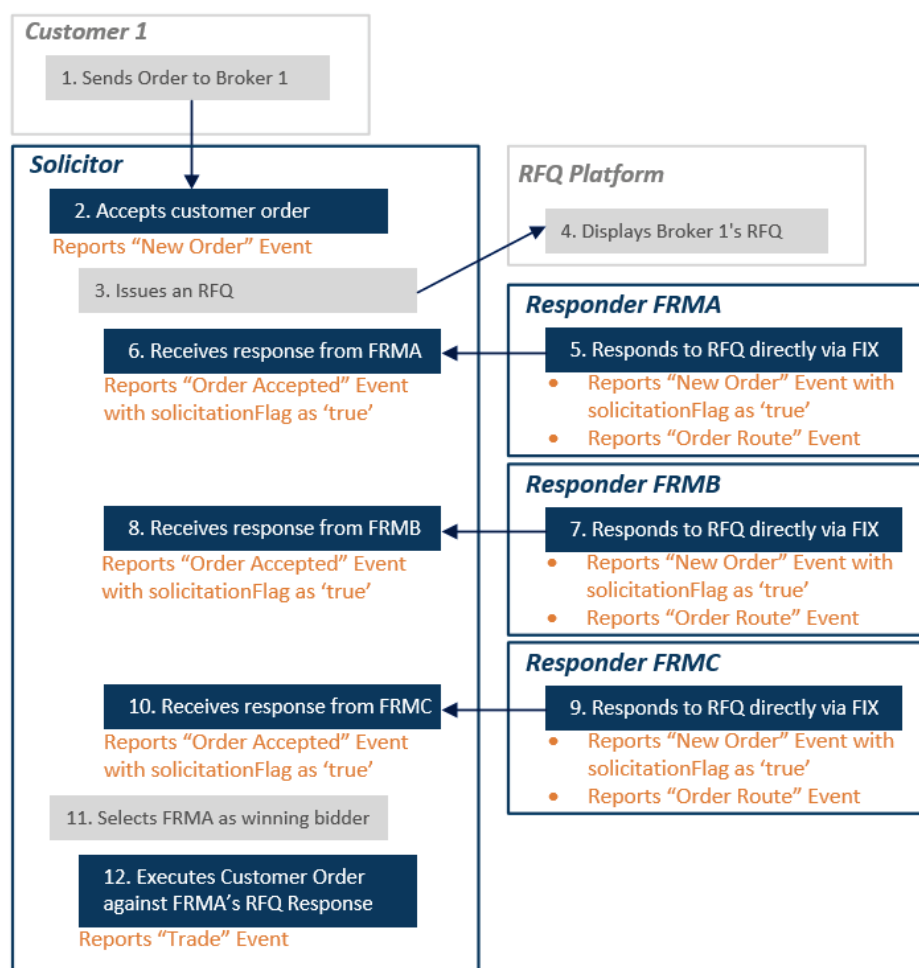 Customer 1
1. Sends Order to Broker 1
Solicitor
2. Accepts customer order
Reports “New Order” Event
3. Issues an RFQ
RFQ Platform
4. Displays Broker 1's RFQ
Responder FRMA
5. Responds to RFQ directly via FIX
• Reports “New Order” Event with
solicitationFlag as ‘true’
• Reports “Order Route” Event
6. Receives response from FRMA
Reports “Order Accepted” Event
with solicitationFlag as ‘true’
Responder FRMB
7. Responds to RFQ directly via FIX
• Reports “New Order” Event with
solicitationFlag as ‘true’
• Reports “Order Route” Event
8. Receives response from FRMB
Reports “Order Accepted” Event
with solicitationFlag as ‘true’
Responder FRMC
9. Responds to RFQ directly via FIX
• Reports “New Order” Event with
solicitationFlag as ‘true’
• Reports “Order Route” Event
10. Receives response from FRMC
Reports “Order Accepted” Event
with solicitationFlag as ‘true’
11. Selects FRMA as winning bidder
12. Executes Customer Order
against FRMA’s RFQ Response
Reports “Trade” Event